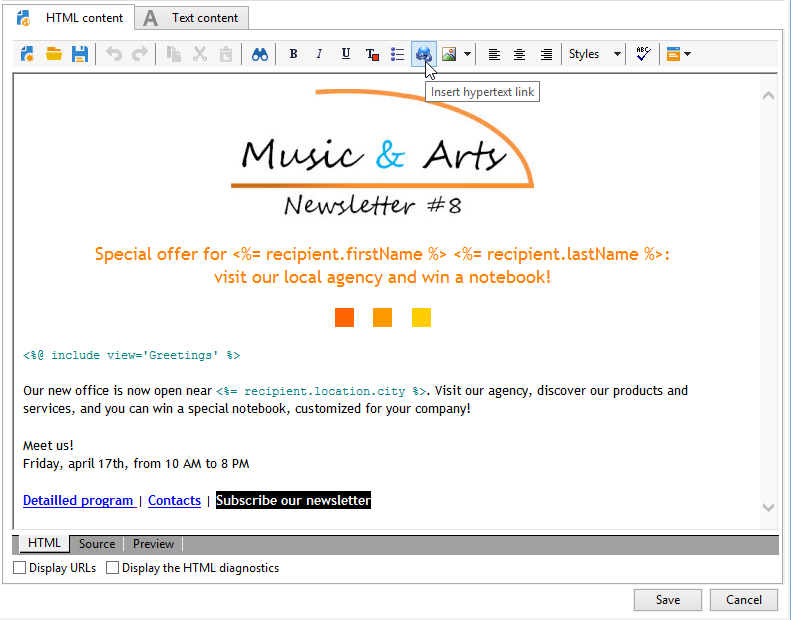 HTML content
Text content
B I U T Styles ABC
Insert hypertext link
Music & Arts
Newsletter #8
Special offer for <%= recipient.firstName %> <%= recipient.lastName %>:
visit our local agency and win a notebook!
<%@ include view='Greetings' %>
Our new office is now open near <%= recipient.location.city %>. Visit our agency, discover our products and
services, and you can win a special notebook, customized for your company!
Meet us!
Friday, april 17th, from 10 AM to 8 PM
Detailled program | Contacts | Subscribe our newsletter
HTML Source Preview
Display URLs Display the HTML diagnostics
Save Cancel